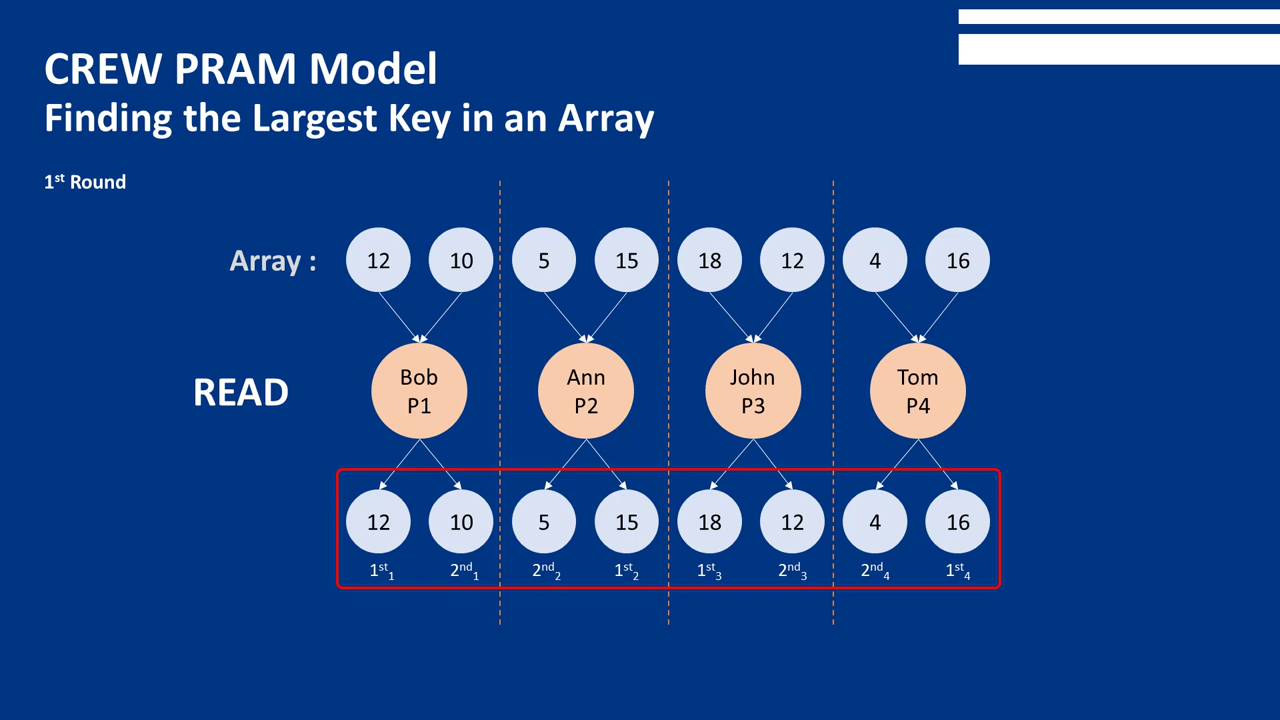 CREW PRAM Model
Finding the Largest Key in an Array
1st Round
Array : 12 10 5 15 18 12 4 16
READ
Bob P1
Ann P2
John P3
Tom P4
12 10 5 15 18 12 4 16
1st1 2nd1 2nd2 1st2 1st3 2nd3 2nd4 1st4